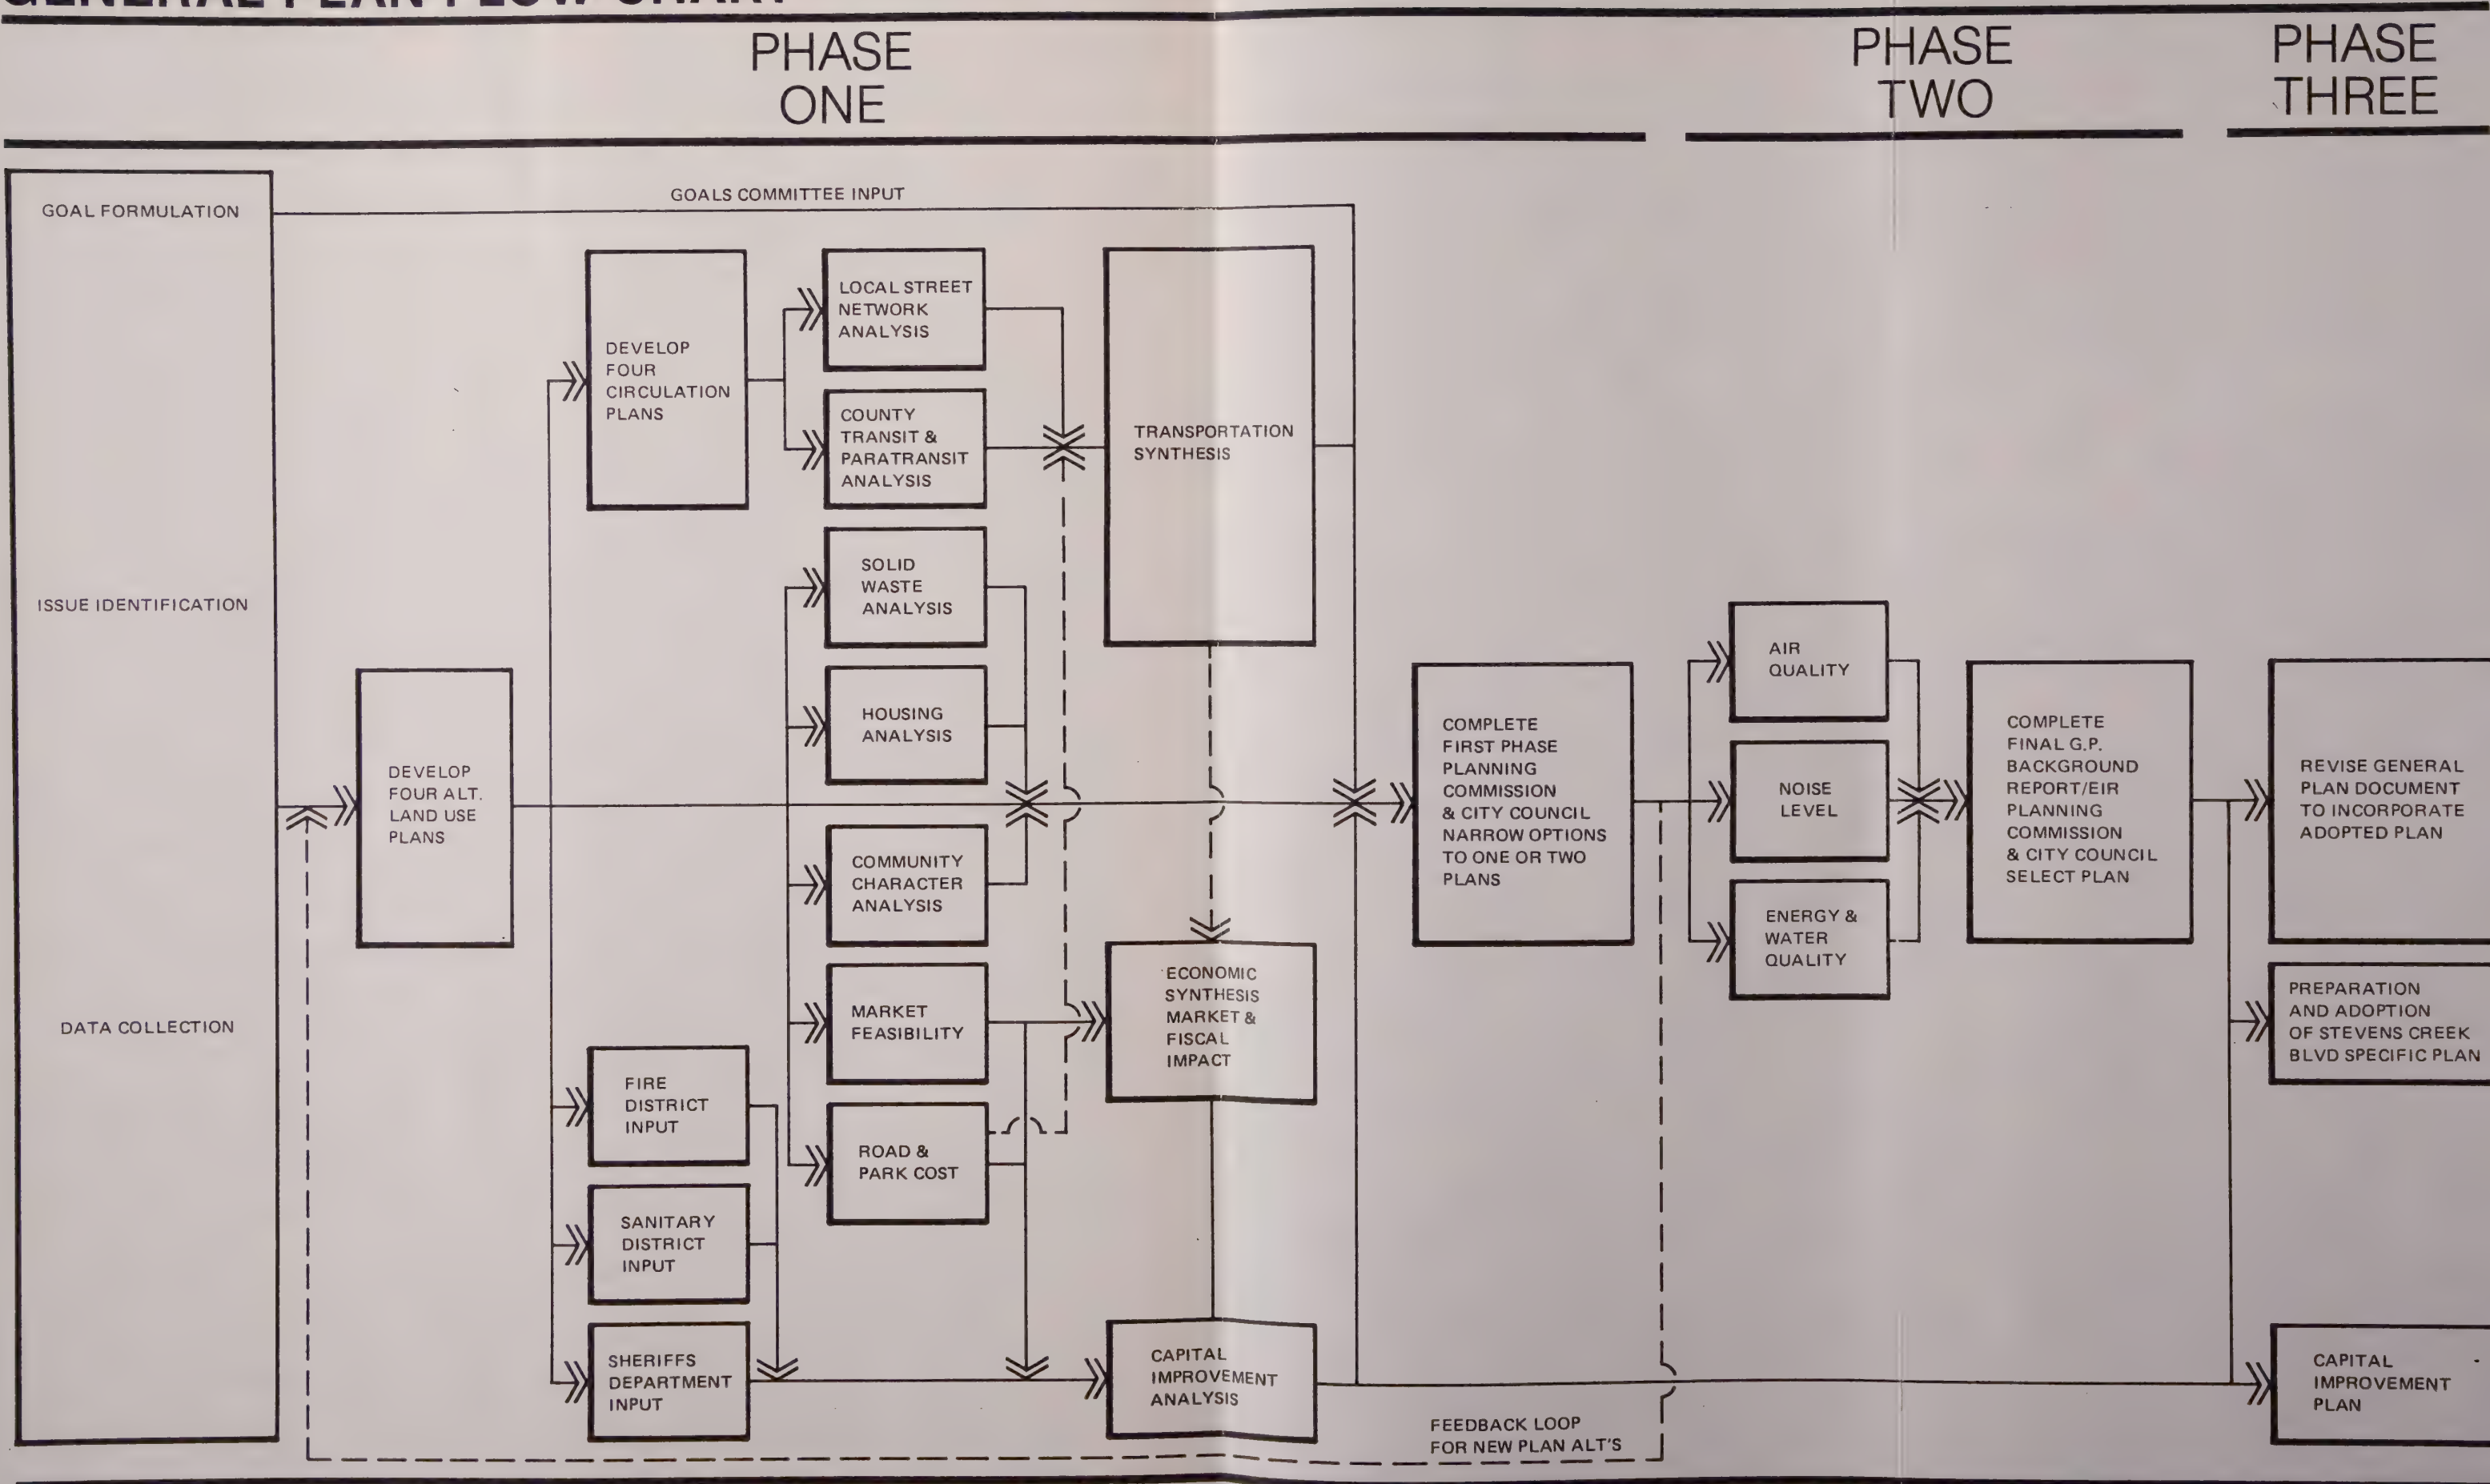 GENERAL PLAN FLOW CHART
PHASE
ONE
PHASE
TWO
PHASE
THREE
GOAL FORMULATION
ISSUE IDENTIFICATION
DATA COLLECTION
GOALS COMMITTEE INPUT
DEVELOP
FOUR ALT.
LAND USE
PLANS
DEVELOP
FOUR
CIRCULATION
PLANS
FIRE
DISTRICT
INPUT
SANITARY
DISTRICT
INPUT
SHERIFFS
DEPARTMENT
INPUT
LOCAL STREET
NETWORK
ANALYSIS
COUNTY
TRANSIT &
PARATRANSIT
ANALYSIS
SOLID
WASTE
ANALYSIS
HOUSING
ANALYSIS
COMMUNITY
CHARACTER
ANALYSIS
MARKET
FEASIBILITY
ROAD &
PARK COST
TRANSPORTATION
SYNTHESIS
ECONOMIC
SYNTHESIS
MARKET &
FISCAL
IMPACT
CAPITAL
IMPROVEMENT
ANALYSIS
COMPLETE
FIRST PHASE
PLANNING
COMMISSION
& CITY COUNCIL
NARROW OPTIONS
TO ONE OR TWO
PLANS
FEEDBACK LOOP
FOR NEW PLAN ALT'S
AIR
QUALITY
NOISE
LEVEL
ENERGY &
WATER
QUALITY
COMPLETE
FINAL G.P.
BACKGROUND
REPORT/EIR
PLANNING
COMMISSION
& CITY COUNCIL
SELECT PLAN
REVISE GENERAL
PLAN DOCUMENT
TO INCORPORATE
ADOPTED PLAN
PREPARATION
AND ADOPTION
OF STEVENS CREEK
BLVD SPECIFIC PLAN
CAPITAL
IMPROVEMENT
PLAN